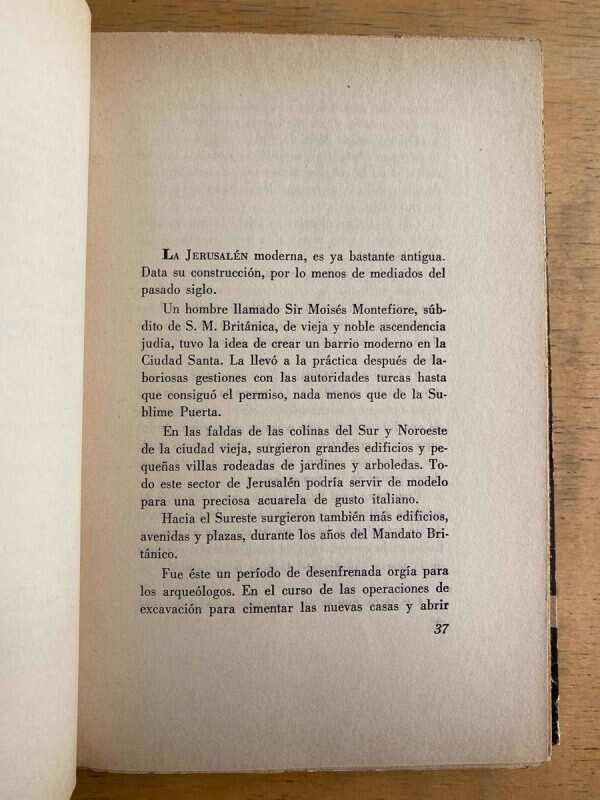 LA JERUSALÉN moderna, es ya bastante antigua.
Data su construcción, por lo menos de mediados del
pasado siglo.
Un hombre llamado Sir Moisés Montefiore, súb-
dito de S. M. Británica, de vieja y noble ascendencia
judía, tuvo la idea de crear un barrio moderno en la
Ciudad Santa. La llevó a la práctica después de la-
boriosas gestiones con las autoridades turcas hasta
que consiguó el permiso, nada menos que de la Su-
blime Puerta.
En las faldas de las colinas del Sur y Noroeste
de la ciudad vieja, surgieron grandes edificios y pe-
queñas villas rodeadas de jardines y arboledas. To-
do este sector de Jerusalén podría servir de modelo
para una preciosa acuarela de gusto italiano.
Hacia el Sureste surgieron también más edificios,
avenidas y plazas, durante los años del Mandato Bri-
tánico.
Fue éste un período de desenfrenada orgía para
los arqueólogos. En el curso de las operaciones de
excavación para cimentar las nuevas casas y abrir
37